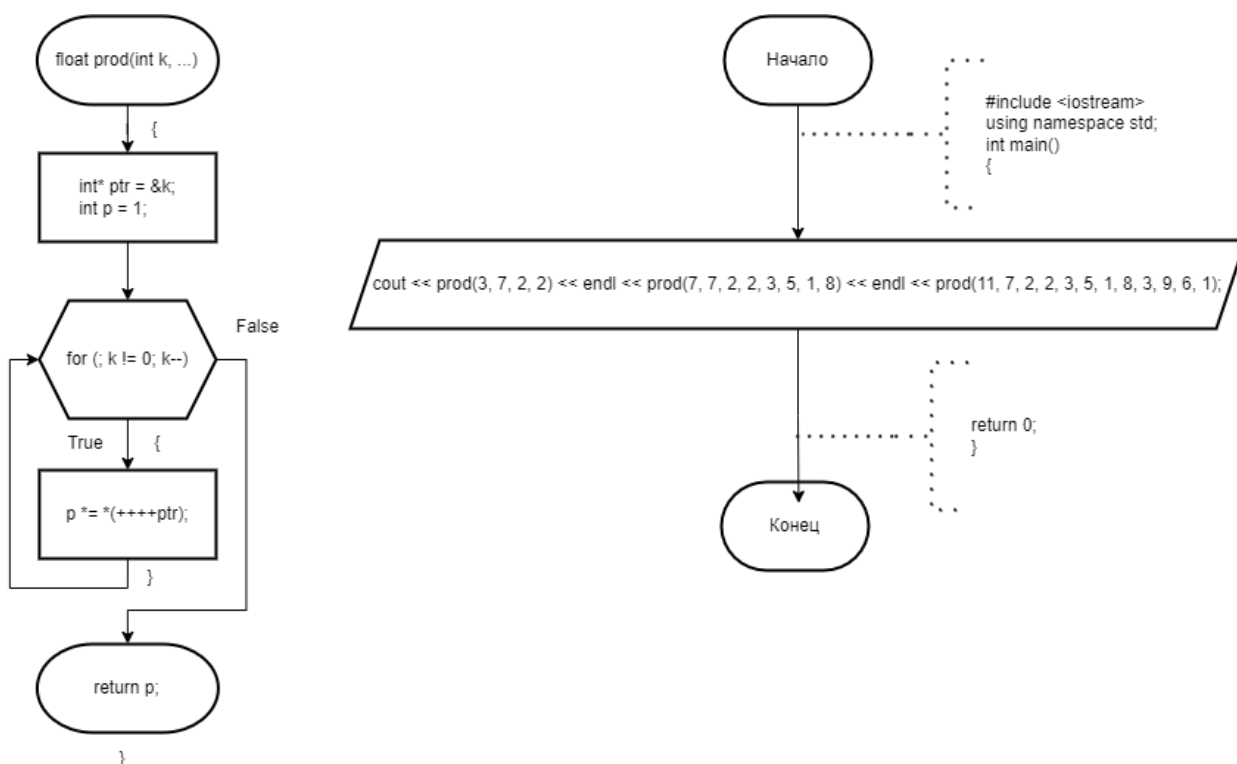 float prod(int k, ...)
{
int* ptr = &k;
int p = 1;
for (; k != 0; k--)
False
True
{
p *= *(++++ptr);
}
return p;
}
Начало
#include <iostream>
using namespace std;
int main()
{
cout << prod(3, 7, 2, 2) << endl << prod(7, 7, 2, 2, 3, 5, 1, 8) << endl << prod(11, 7, 2, 2, 3, 5, 1, 8, 3, 9, 6, 1);
return 0;
}
Конец